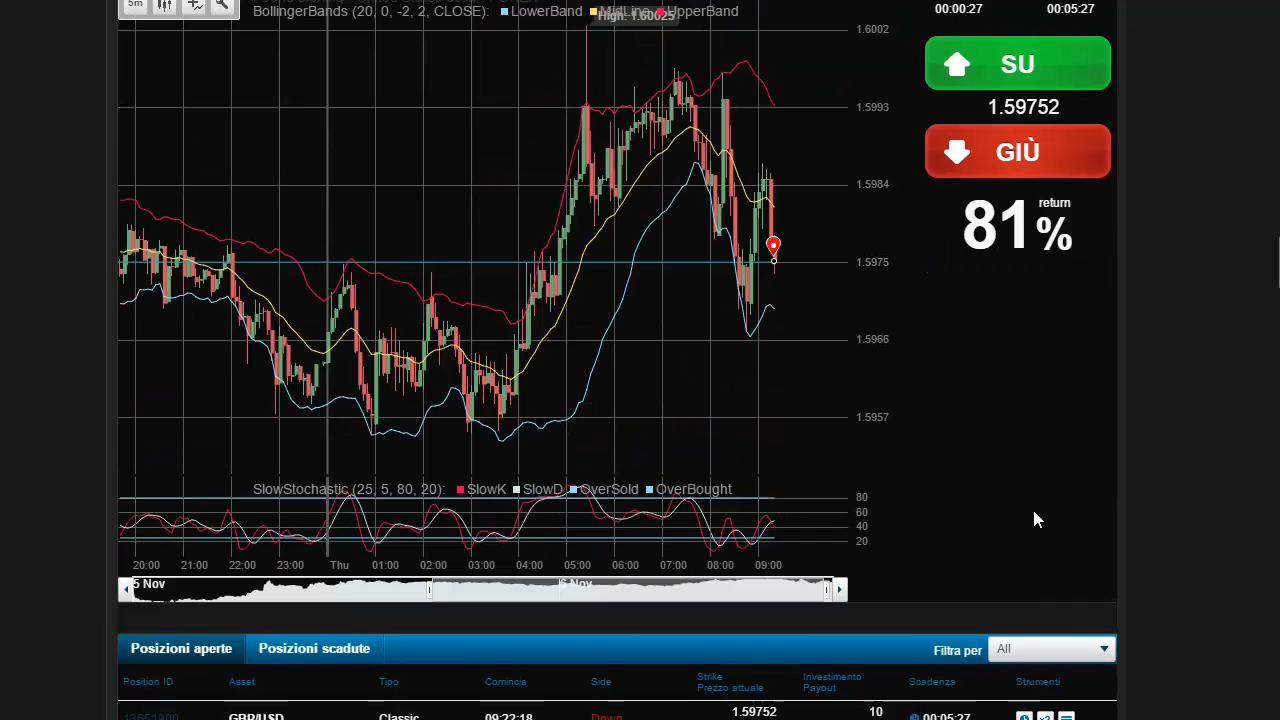 5m
00:00:27 00:05:27
BollingerBands (20, 0, -2, 2, CLOSE): LowerBand MidLine UpperBand
High: 1.60025
1.6002
SU
1.59752
GIÙ
81% return
1.5993
1.5984
1.5975
1.5966
1.5957
SlowStochastic (25, 5, 80, 20): SlowK SlowD OverSold OverBought
80
60
40
20
20:00 21:00 22:00 23:00 Thu 01:00 02:00 03:00 04:00 05:00 06:00 07:00 08:00 09:00
5 Nov 6 Nov
Posizioni aperte Posizioni scadute Filtra per All
Position ID Asset Tipo Comincia Side Strike Prezzo attuale Investimento Payout Scadenza Strumenti
GBP/USD Classic 09:22:18 Down 1.59752 10 00:05:27 x2